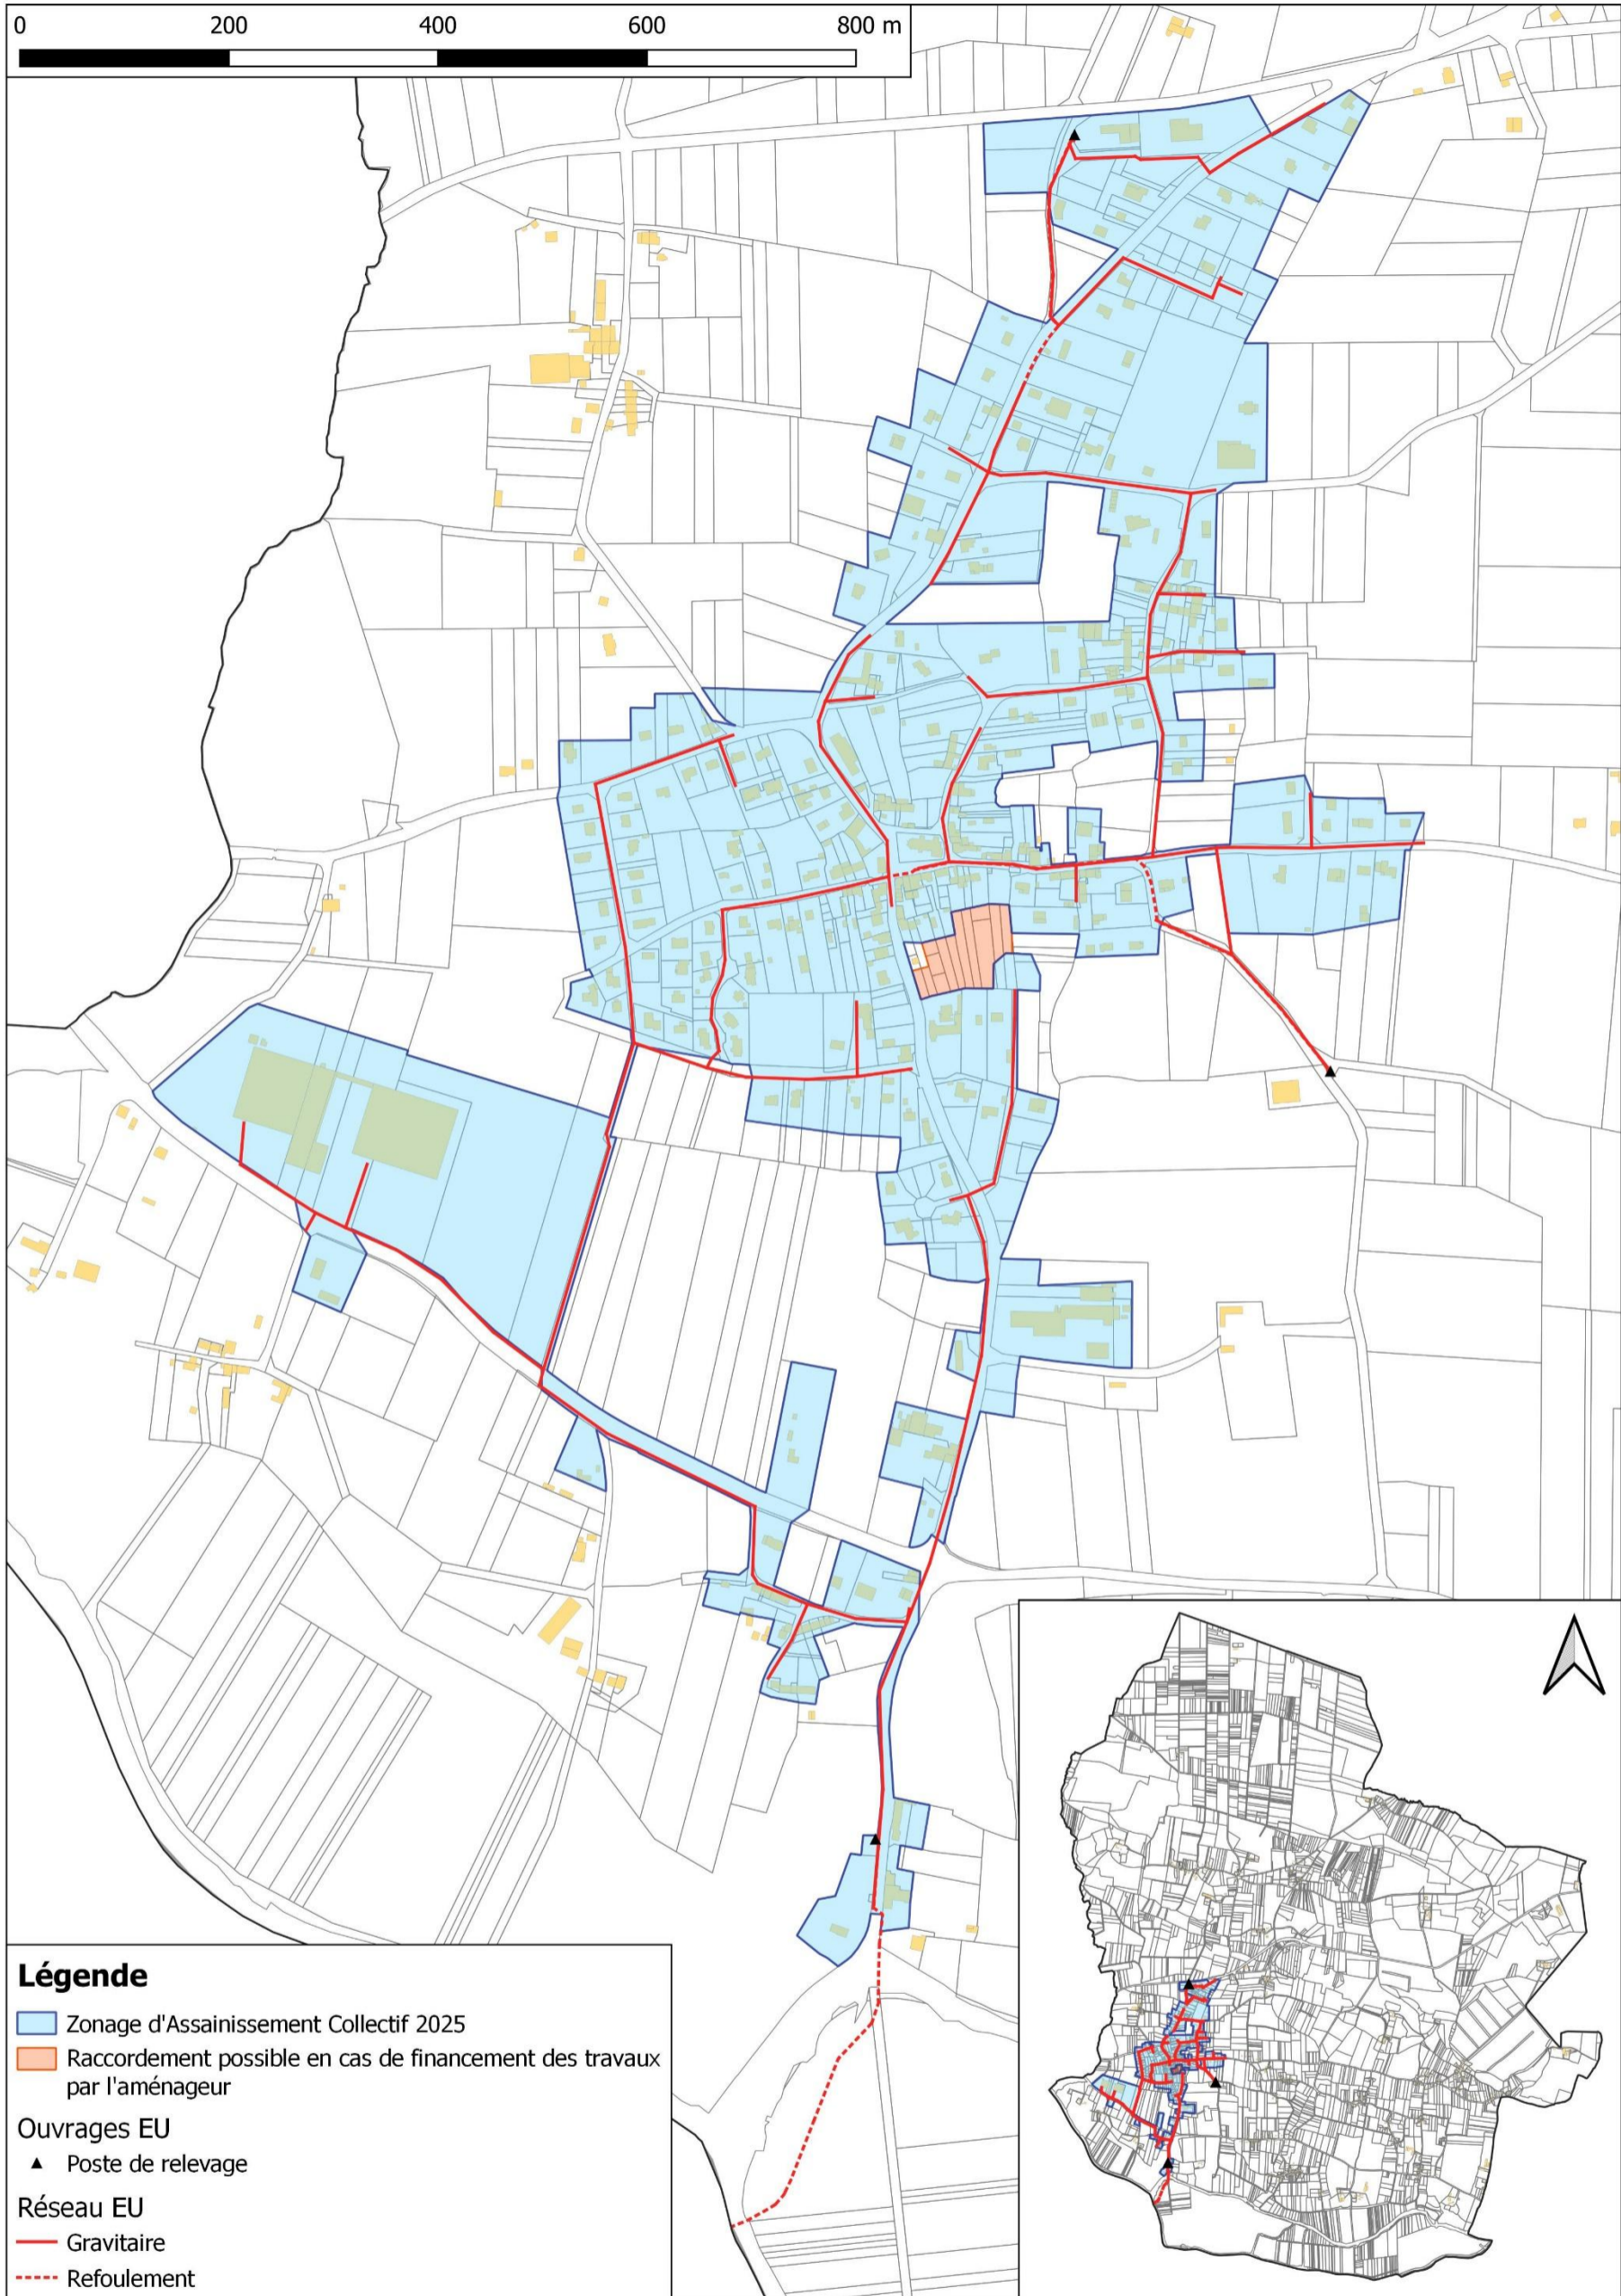 0 200 400 600 800 m
Légende
Zonage d'Assainissement Collectif 2025
Raccordement possible en cas de financement des travaux
par l'aménageur
Ouvrages EU
Poste de relevage
Réseau EU
Gravitaire
Refoulement